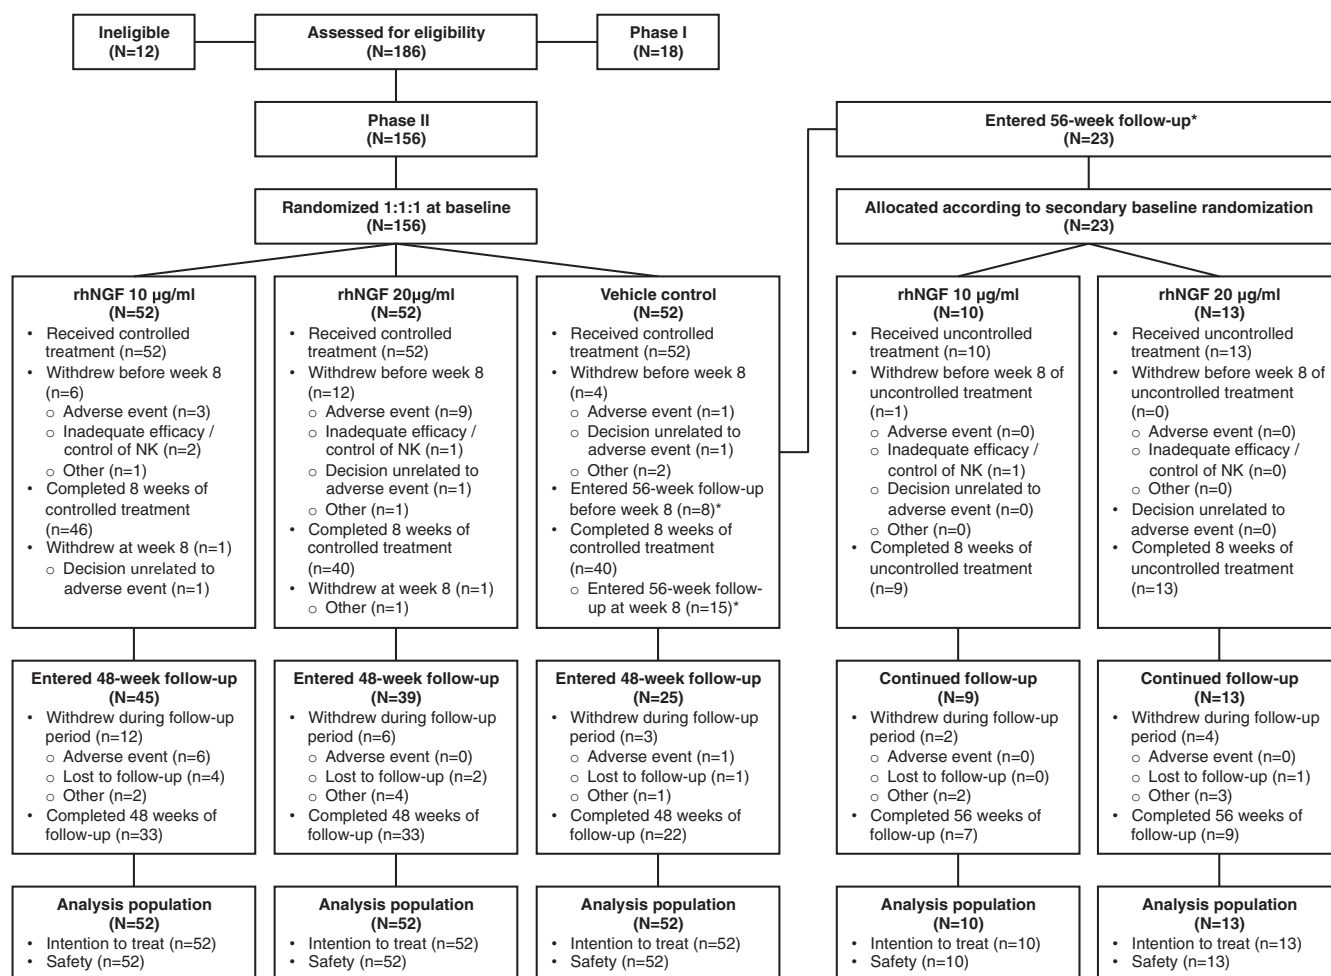 Ineligible
(N=12)
Assessed for eligibility
(N=186)
Phase I
(N=18)
Phase II
(N=156)
Randomized 1:1:1 at baseline
(N=156)
Entered 56-week follow-up*
(N=23)
Allocated according to secondary baseline randomization
(N=23)
rhNGF 10 µg/ml
(N=52)
• Received controlled
treatment (n=52)
• Withdrew before week 8
(n=6)
○ Adverse event (n=3)
○ Inadequate efficacy /
control of NK (n=2)
○ Other (n=1)
• Completed 8 weeks of
controlled treatment
(n=46)
• Withdrew at week 8 (n=1)
○ Decision unrelated to
adverse event (n=1)
rhNGF 20µg/ml
(N=52)
• Received controlled
treatment (n=52)
• Withdrew before week 8
(n=12)
○ Adverse event (n=9)
○ Inadequate efficacy /
control of NK (n=1)
○ Decision unrelated to
adverse event (n=1)
○ Other (n=1)
• Completed 8 weeks of
controlled treatment
(n=40)
• Withdrew at week 8 (n=1)
○ Other (n=1)
Vehicle control
(N=52)
• Received controlled
treatment (n=52)
• Withdrew before week 8
(n=4)
○ Adverse event (n=1)
○ Decision unrelated to
adverse event (n=1)
○ Other (n=2)
• Entered 56-week follow-up
before week 8 (n=8)*
• Completed 8 weeks of
controlled treatment
(n=40)
○ Entered 56-week follow-
up at week 8 (n=15)*
rhNGF 10 µg/ml
(N=10)
• Received uncontrolled
treatment (n=10)
• Withdrew before week 8 of
uncontrolled treatment
(n=1)
○ Adverse event (n=0)
○ Inadequate efficacy /
control of NK (n=1)
○ Decision unrelated to
adverse event (n=0)
○ Other (n=0)
• Completed 8 weeks of
uncontrolled treatment
(n=9)
rhNGF 20 µg/ml
(N=13)
• Received uncontrolled
treatment (n=13)
• Withdrew before week 8 of
uncontrolled treatment
(n=0)
○ Adverse event (n=0)
○ Inadequate efficacy /
control of NK (n=0)
○ Other (n=0)
• Decision unrelated to
adverse event (n=0)
• Completed 8 weeks of
uncontrolled treatment
(n=13)
Entered 48-week follow-up
(N=45)
• Withdrew during follow-up
period (n=12)
○ Adverse event (n=6)
○ Lost to follow-up (n=4)
○ Other (n=2)
• Completed 48 weeks of
follow-up (n=33)
Entered 48-week follow-up
(N=39)
• Withdrew during follow-up
period (n=6)
○ Adverse event (n=0)
○ Lost to follow-up (n=2)
○ Other (n=4)
• Completed 48 weeks of
follow-up (n=33)
Entered 48-week follow-up
(N=25)
• Withdrew during follow-up
period (n=3)
○ Adverse event (n=1)
○ Lost to follow-up (n=1)
○ Other (n=1)
• Completed 48 weeks of
follow-up (n=22)
Continued follow-up
(N=9)
• Withdrew during follow-up
period (n=2)
○ Adverse event (n=0)
○ Lost to follow-up (n=0)
○ Other (n=2)
• Completed 56 weeks of
follow-up (n=7)
Continued follow-up
(N=13)
• Withdrew during follow-up
period (n=4)
○ Adverse event (n=0)
○ Lost to follow-up (n=1)
○ Other (n=3)
• Completed 56 weeks of
follow-up (n=9)
Analysis population
(N=52)
• Intention to treat (n=52)
• Safety (n=52)
Analysis population
(N=52)
• Intention to treat (n=52)
• Safety (n=52)
Analysis population
(N=52)
• Intention to treat (n=52)
• Safety (n=52)
Analysis population
(N=10)
• Intention to treat (n=10)
• Safety (n=10)
Analysis population
(N=13)
• Intention to treat (n=13)
• Safety (n=13)